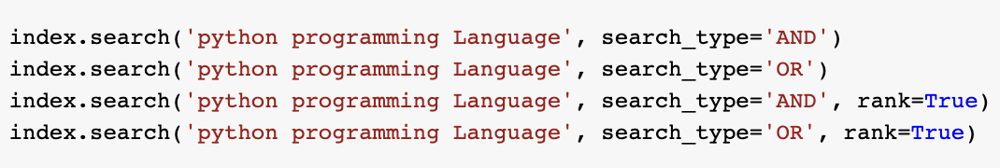 index.search('python programming Language', search_type='AND')
index.search('python programming Language', search_type='OR')
index.search('python programming Language', search_type='AND', rank=True)
index.search('python programming Language', search_type='OR', rank=True)